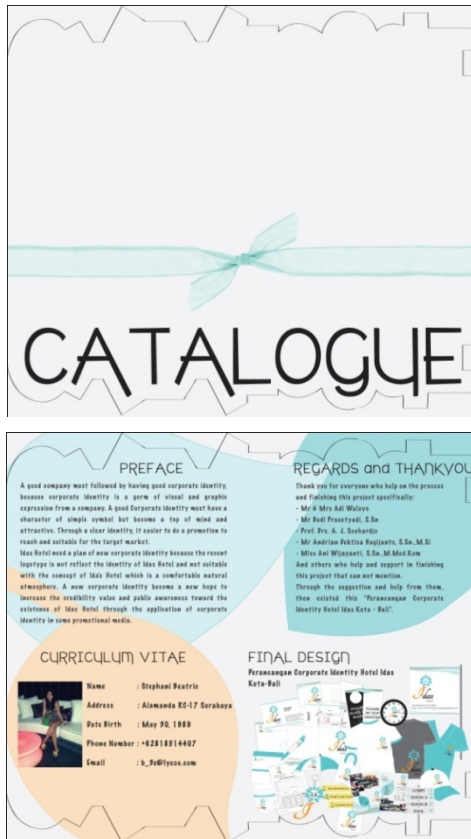 CATALOGUE
PREFACE
A good company must followed by having good corporate identity,
because corporate identity is a germ of visual and graphic
expression from a company. A good Corporate identity must have a
character of simple symbol but become a top of mind and
attractive. Through a clear identity, it easier to do a promotion to
reach and suitable for the target market.
Idas Hotel need a plan of new corporate identity because the recent
logotype is not reflect the identity of Idas Hotel and not suitable
with the concept of Idas Hotel which is a comfortable natural
atmosphere. A new corporate identity become a new hope to
increase the credibility value and public awareness toward the
existence of Idas Hotel through the application of corporate
identity in some promotional media.
REGARDS and THANKYOU
Thank you for everyone who help on the process
and finishing this project specifically:
- Mr & Mrs Adi Waloyo
- Mr Budi Prasetyadi, S.Sn
- Prof. Drs. A. J. Soehardjo
- Mr Andrian Dektisa Hagijanto, S.Sn.,M.Si
- Miss Ani Wijayanti, S.Sn.,M.Med.Kom
And others who help and support in finishing
this project that can not mention.
Through the suggestion and help from them,
then existed this "Perancangan Corporate
Identity Hotel Idas Kuta - Bali".
CURRICULUM VITAE
Name : Stephani Beatric
Address : Alamanda RC-17 Surabaya
Date Birth : May 30, 1989
Phone Number : +62818514407
Email : b_5c@lycos.com
FINAL DESIGN
Perancangan Corporate Identity Hotel Idas
Kuta-Bali
Idas